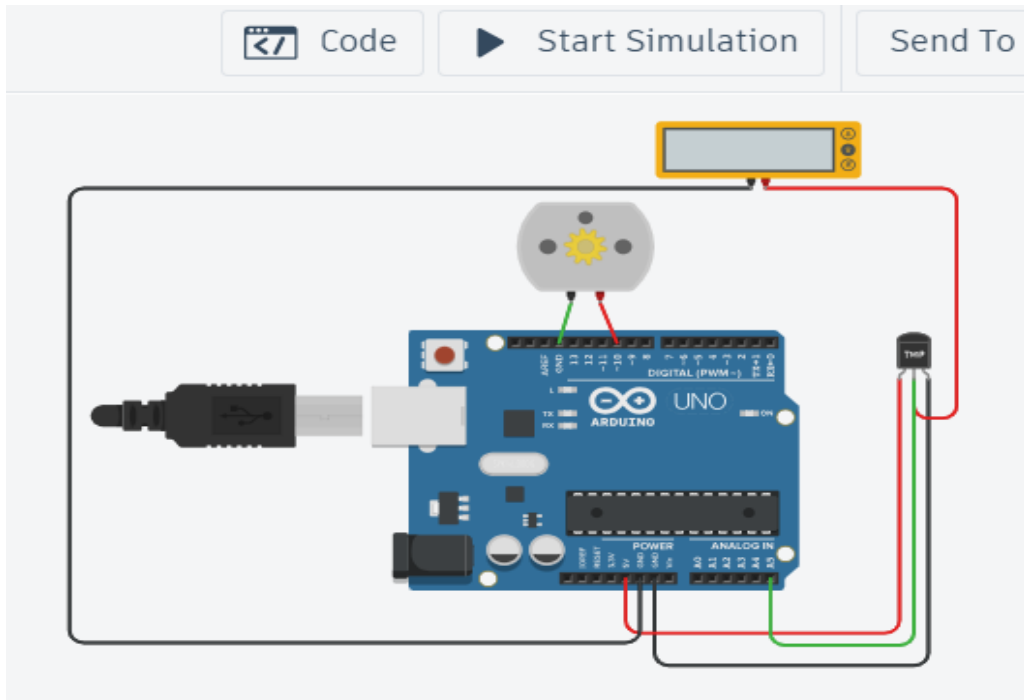 Code
Start Simulation
Send To
TMP
AREF
GND
13
12
~11
~10
~9
8
7
~6
~5
4
~3
2
TX→1
RX←0
DIGITAL (PWM~)
L
TX
RX
ARDUINO
UNO
ON
POWER
ANALOG IN
IOREF
RESET
3.3V
5V
GND
GND
Vin
A0
A1
A2
A3
A4
A5